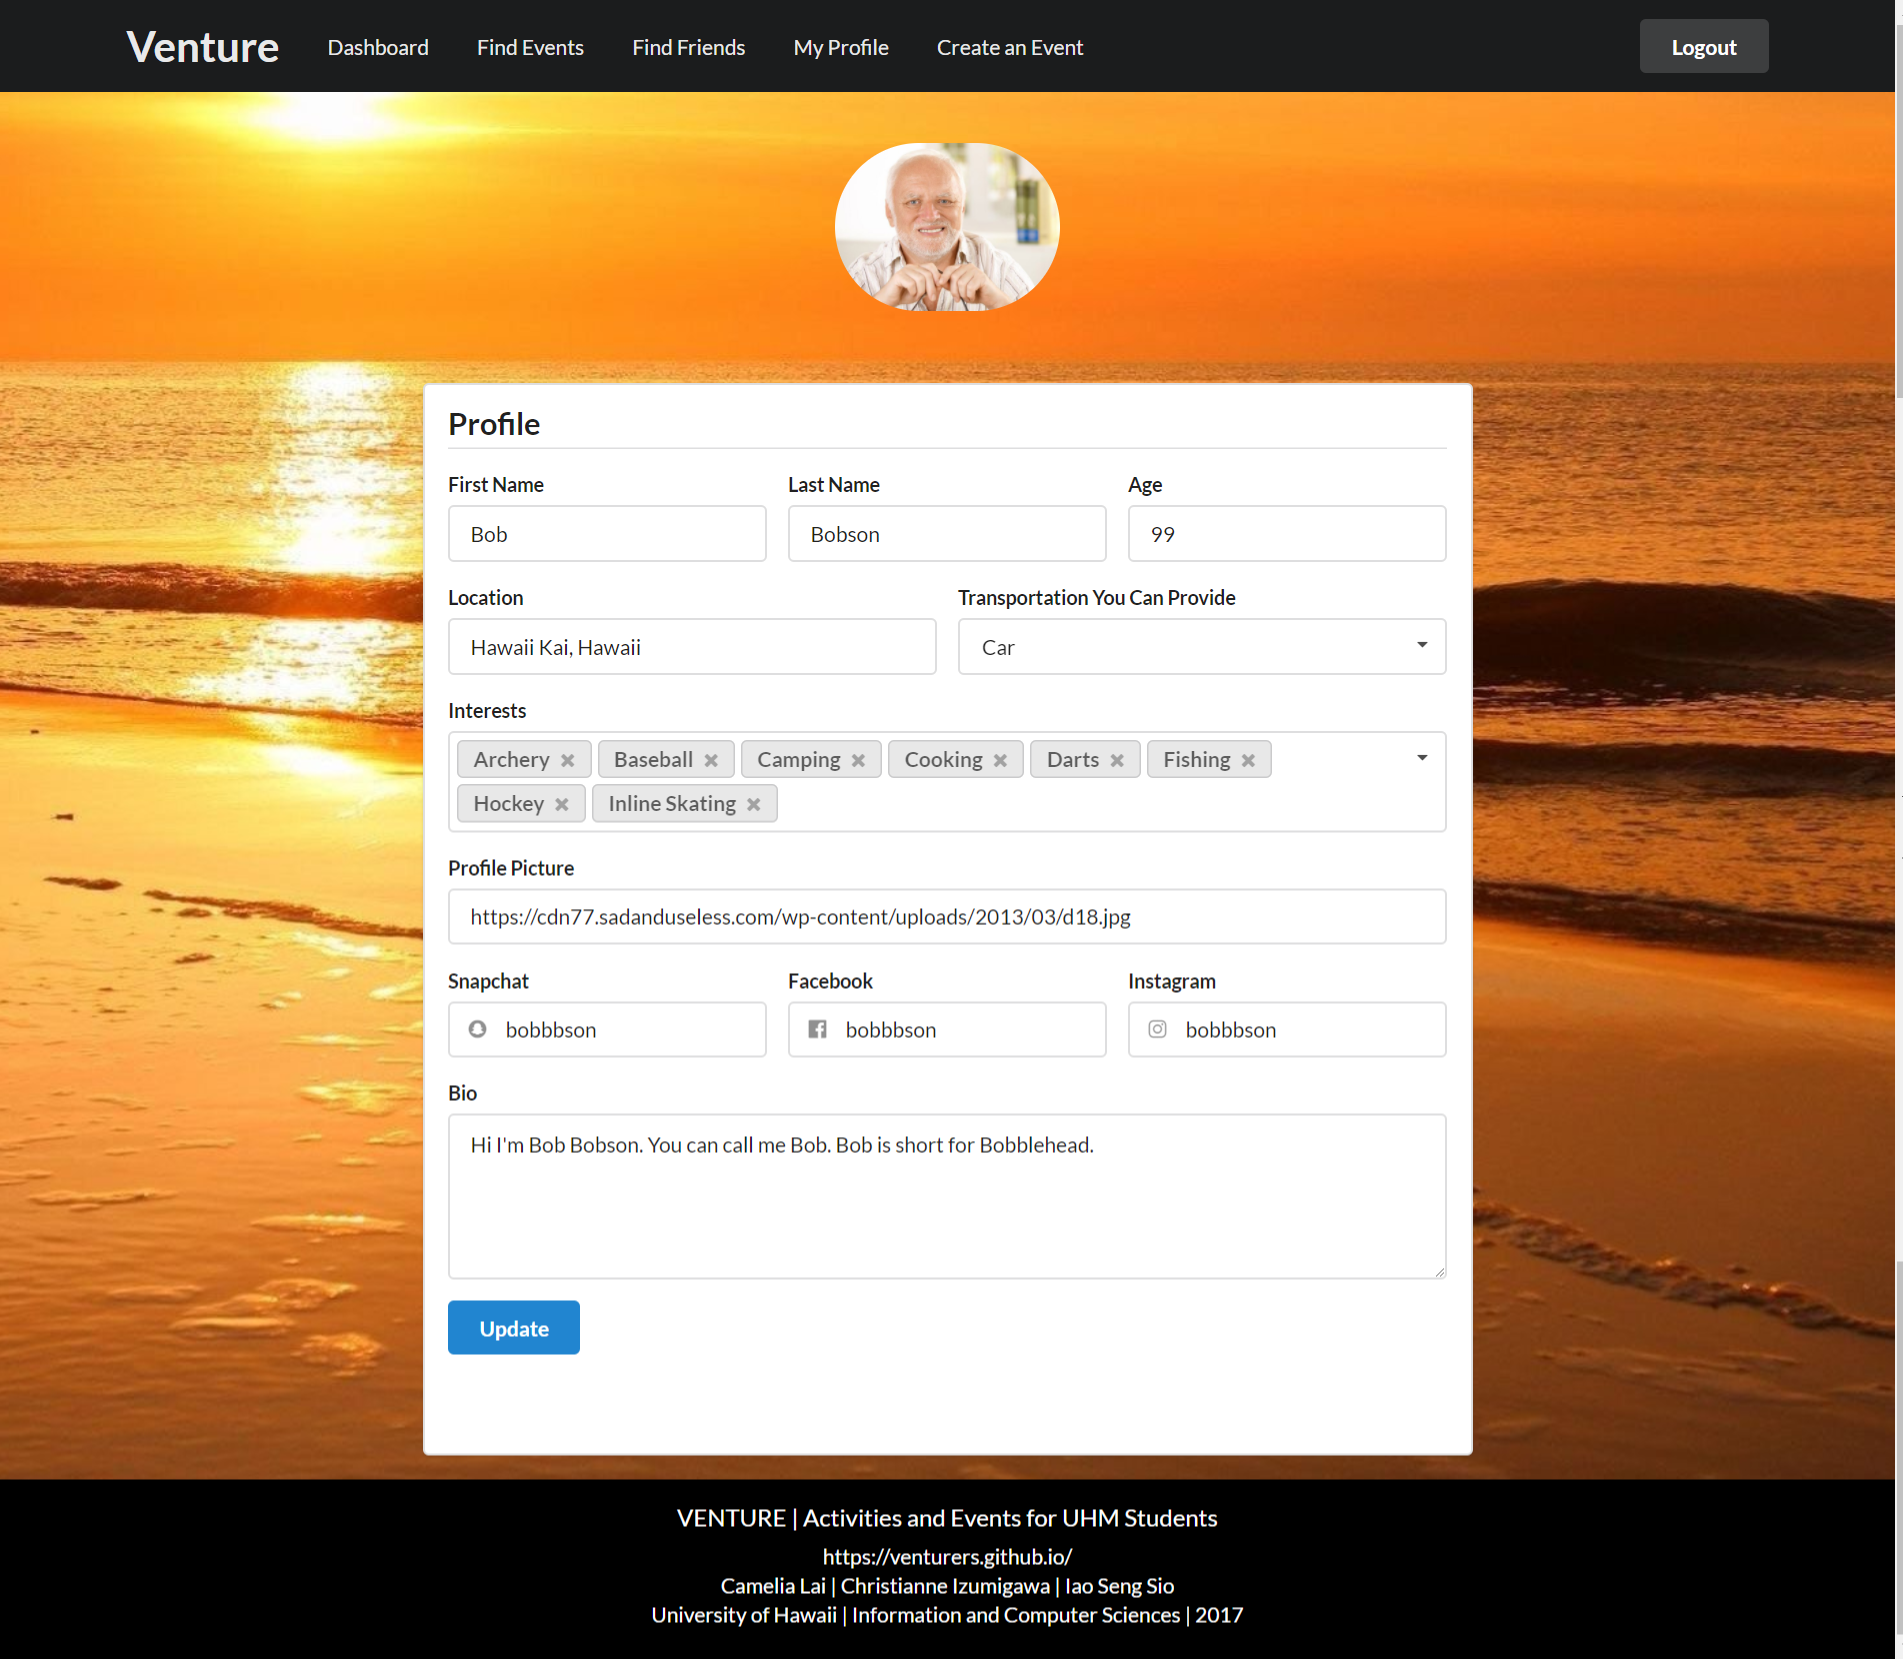 Venture Dashboard Find Events Find Friends My Profile Create an Event Logout
Profile
First Name Last Name Age
Bob Bobson 99
Location Transportation You Can Provide
Hawaii Kai, Hawaii Car
Interests
Archery Baseball Camping Cooking Darts Fishing
Hockey Inline Skating
Profile Picture
https://cdn77.sadanduseless.com/wp-content/uploads/2013/03/d18.jpg
Snapchat Facebook Instagram
bobbbson bobbbson bobbbson
Bio
Hi I'm Bob Bobson. You can call me Bob. Bob is short for Bobblehead.
Update
VENTURE | Activities and Events for UHM Students
https://venturers.github.io/
Camelia Lai | Christianne Izumigawa | Iao Seng Sio
University of Hawaii | Information and Computer Sciences | 2017